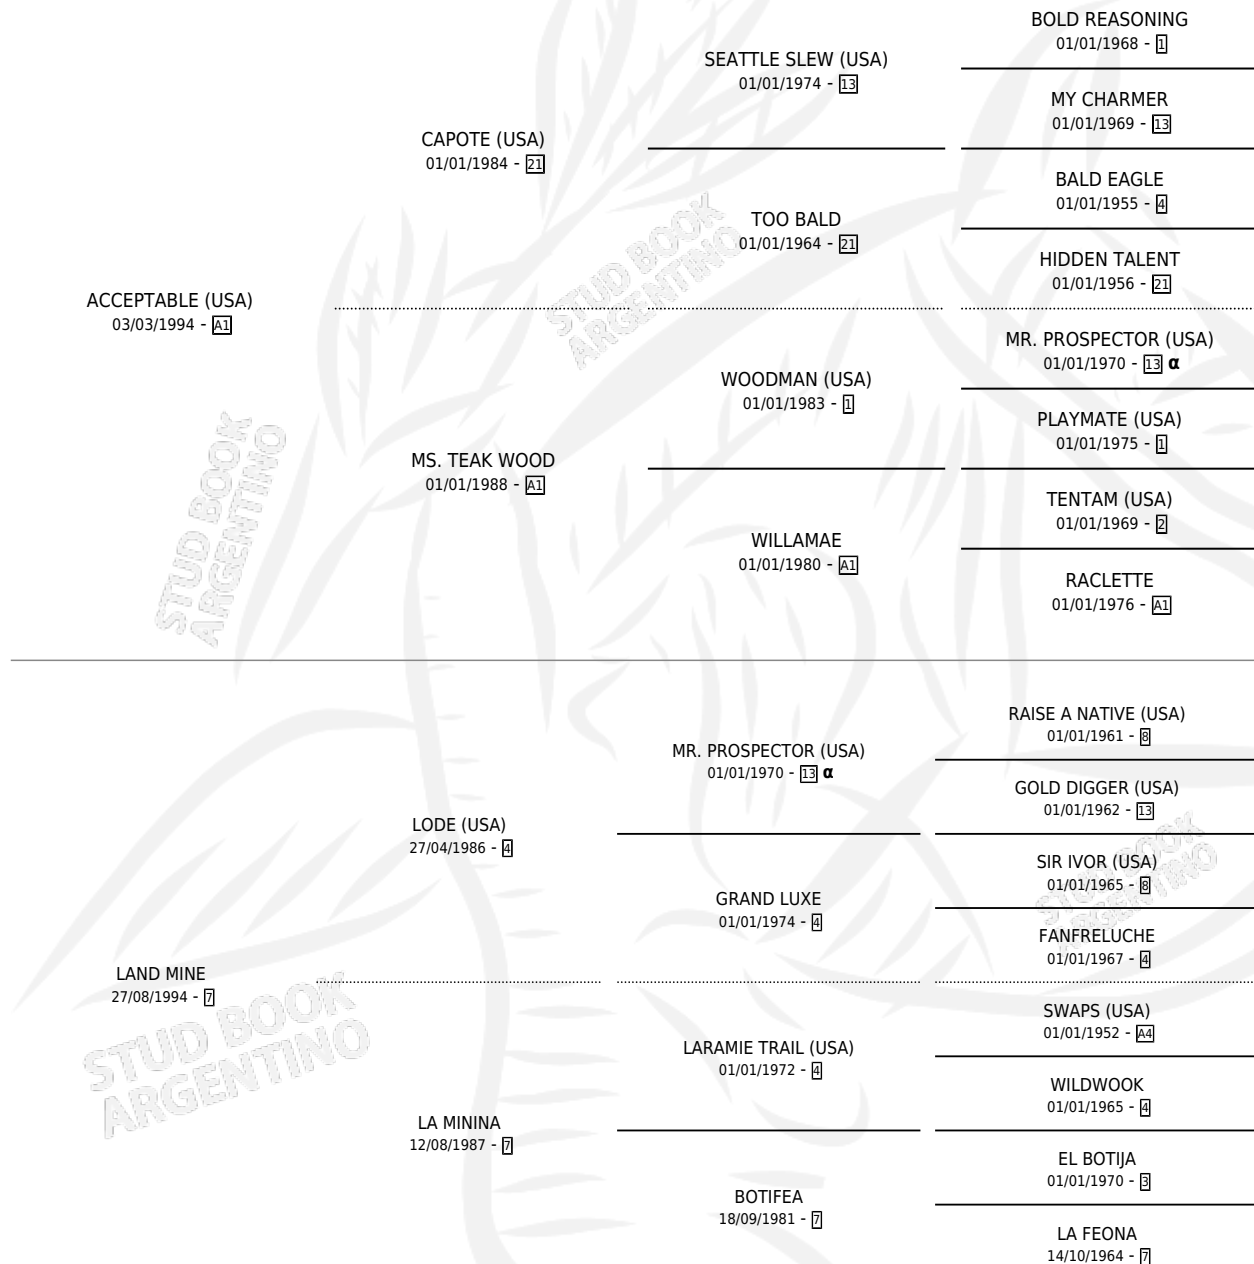 BOLD REASONING
01/01/1968 - 1
SEATTLE SLEW (USA)
01/01/1974 - 13
MY CHARMER
01/01/1969 - 13
CAPOTE (USA)
01/01/1984 - 21
BALD EAGLE
01/01/1955 - 4
TOO BALD
01/01/1964 - 21
HIDDEN TALENT
01/01/1956 - 21
ACCEPTABLE (USA)
03/03/1994 - A1
MR. PROSPECTOR (USA)
01/01/1970 - 13 α
WOODMAN (USA)
01/01/1983 - 1
PLAYMATE (USA)
01/01/1975 - 1
MS. TEAK WOOD
01/01/1988 - A1
TENTAM (USA)
01/01/1969 - 2
WILLAMAE
01/01/1980 - A1
RACLETTE
01/01/1976 - A1
RAISE A NATIVE (USA)
01/01/1961 - 8
MR. PROSPECTOR (USA)
01/01/1970 - 13 α
GOLD DIGGER (USA)
01/01/1962 - 13
LODE (USA)
27/04/1986 - 4
SIR IVOR (USA)
01/01/1965 - 8
GRAND LUXE
01/01/1974 - 4
FANFRELUCHE
01/01/1967 - 4
LAND MINE
27/08/1994 - 7
SWAPS (USA)
01/01/1952 - A4
LARAMIE TRAIL (USA)
01/01/1972 - 4
WILDWOOK
01/01/1965 - 4
LA MININA
12/08/1987 - 7
EL BOTIJA
01/01/1970 - 3
BOTIFEA
18/09/1981 - 7
LA FEONA
14/10/1964 - 7
STUD BOOK
ARGENTINO
STUD BOOK
ARGENTINO
STUD BOOK
ARGENTINO
STUD BOOK
ARGENTINO